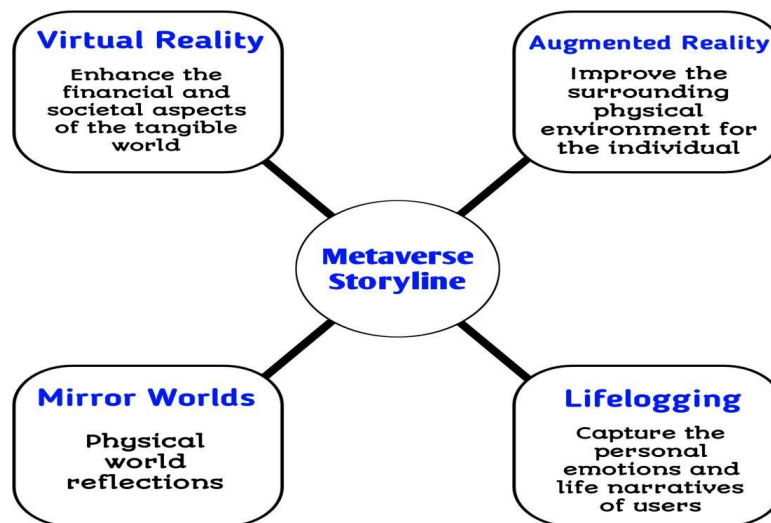 Virtual Reality
Enhance the
financial and
societal aspects
of the tangible
world
Augmented Reality
Improve the
surrounding
physical
environment for
the individual
Metaverse
Storyline
Mirror Worlds
Physical
world
reflections
Lifelogging
Capture the
personal
emotions and
life narratives
of users